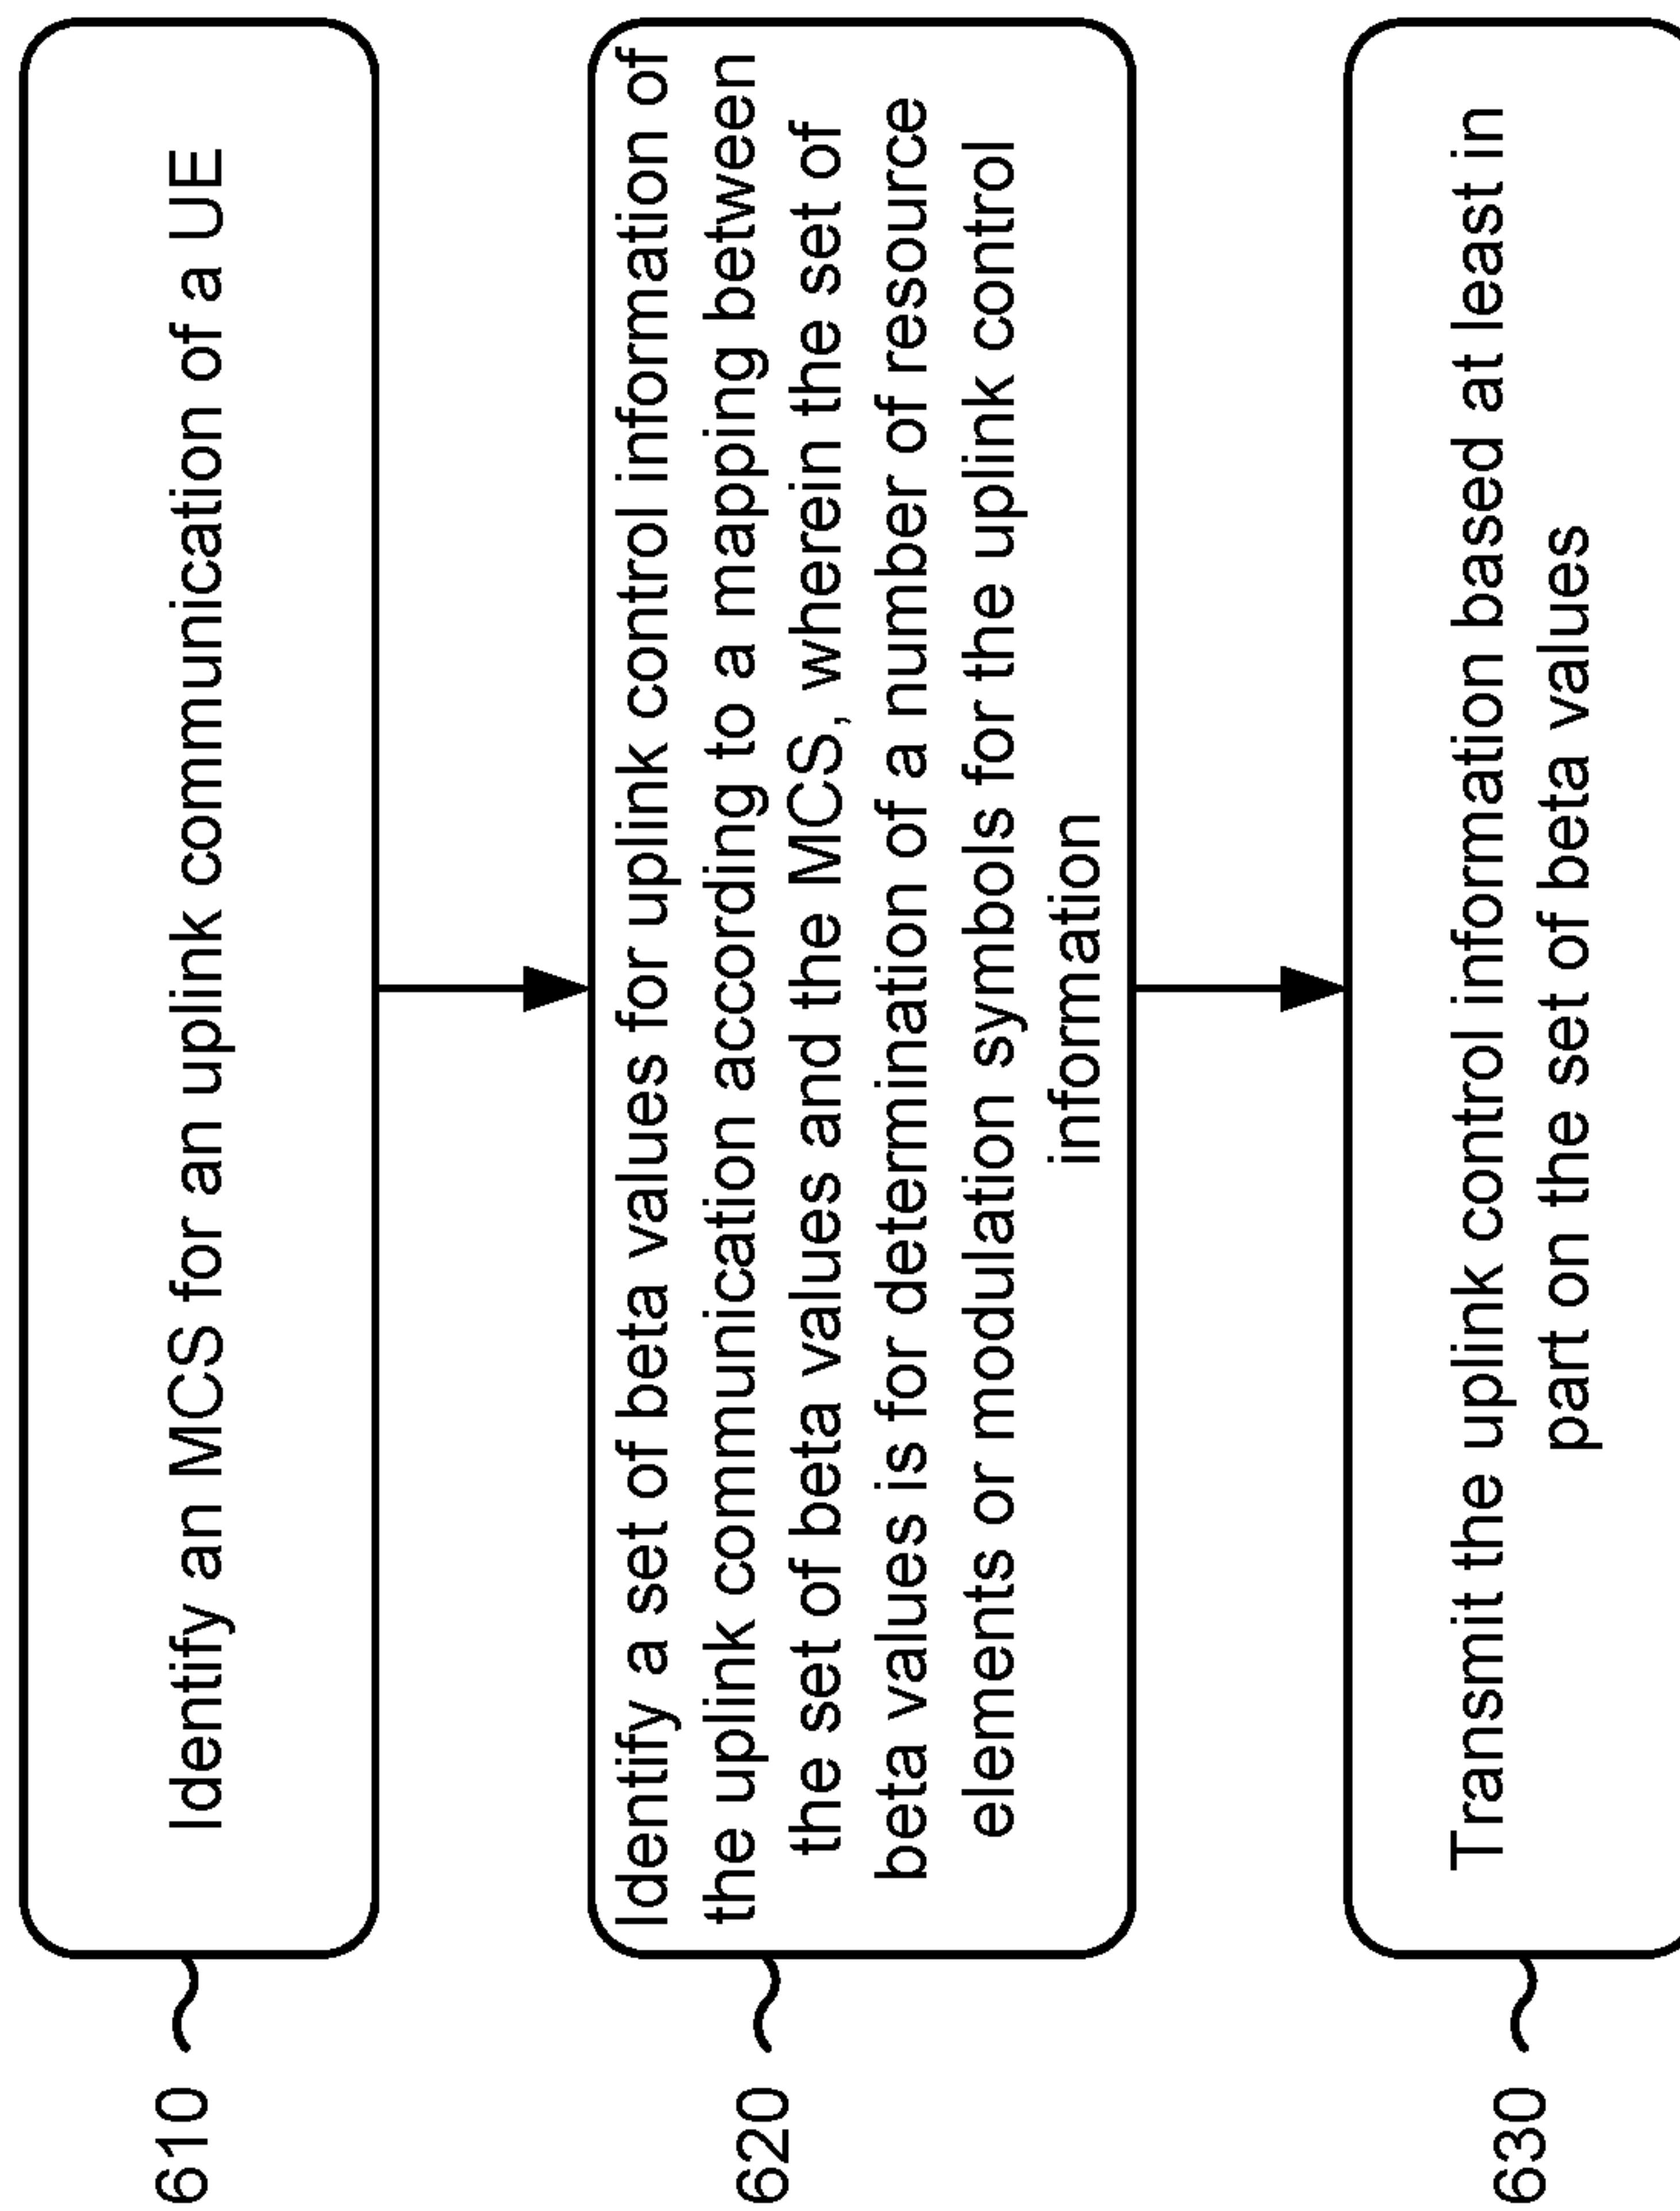 610
Identify an MCS for an uplink communication of a UE
620
Identify a set of beta values for uplink control information of
the uplink communication according to a mapping between
the set of beta values and the MCS, wherein the set of
beta values is for determination of a number of resource
elements or modulation symbols for the uplink control
information
630
Transmit the uplink control information based at least in
part on the set of beta values